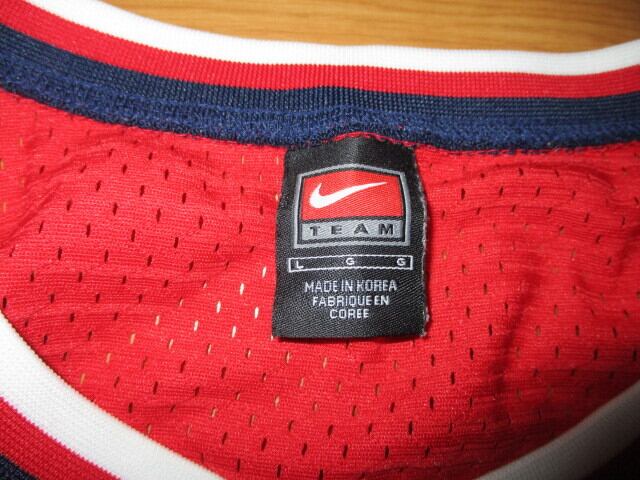 TEAM
L G G
MADE IN KOREA
FABRIQUE EN
COREE